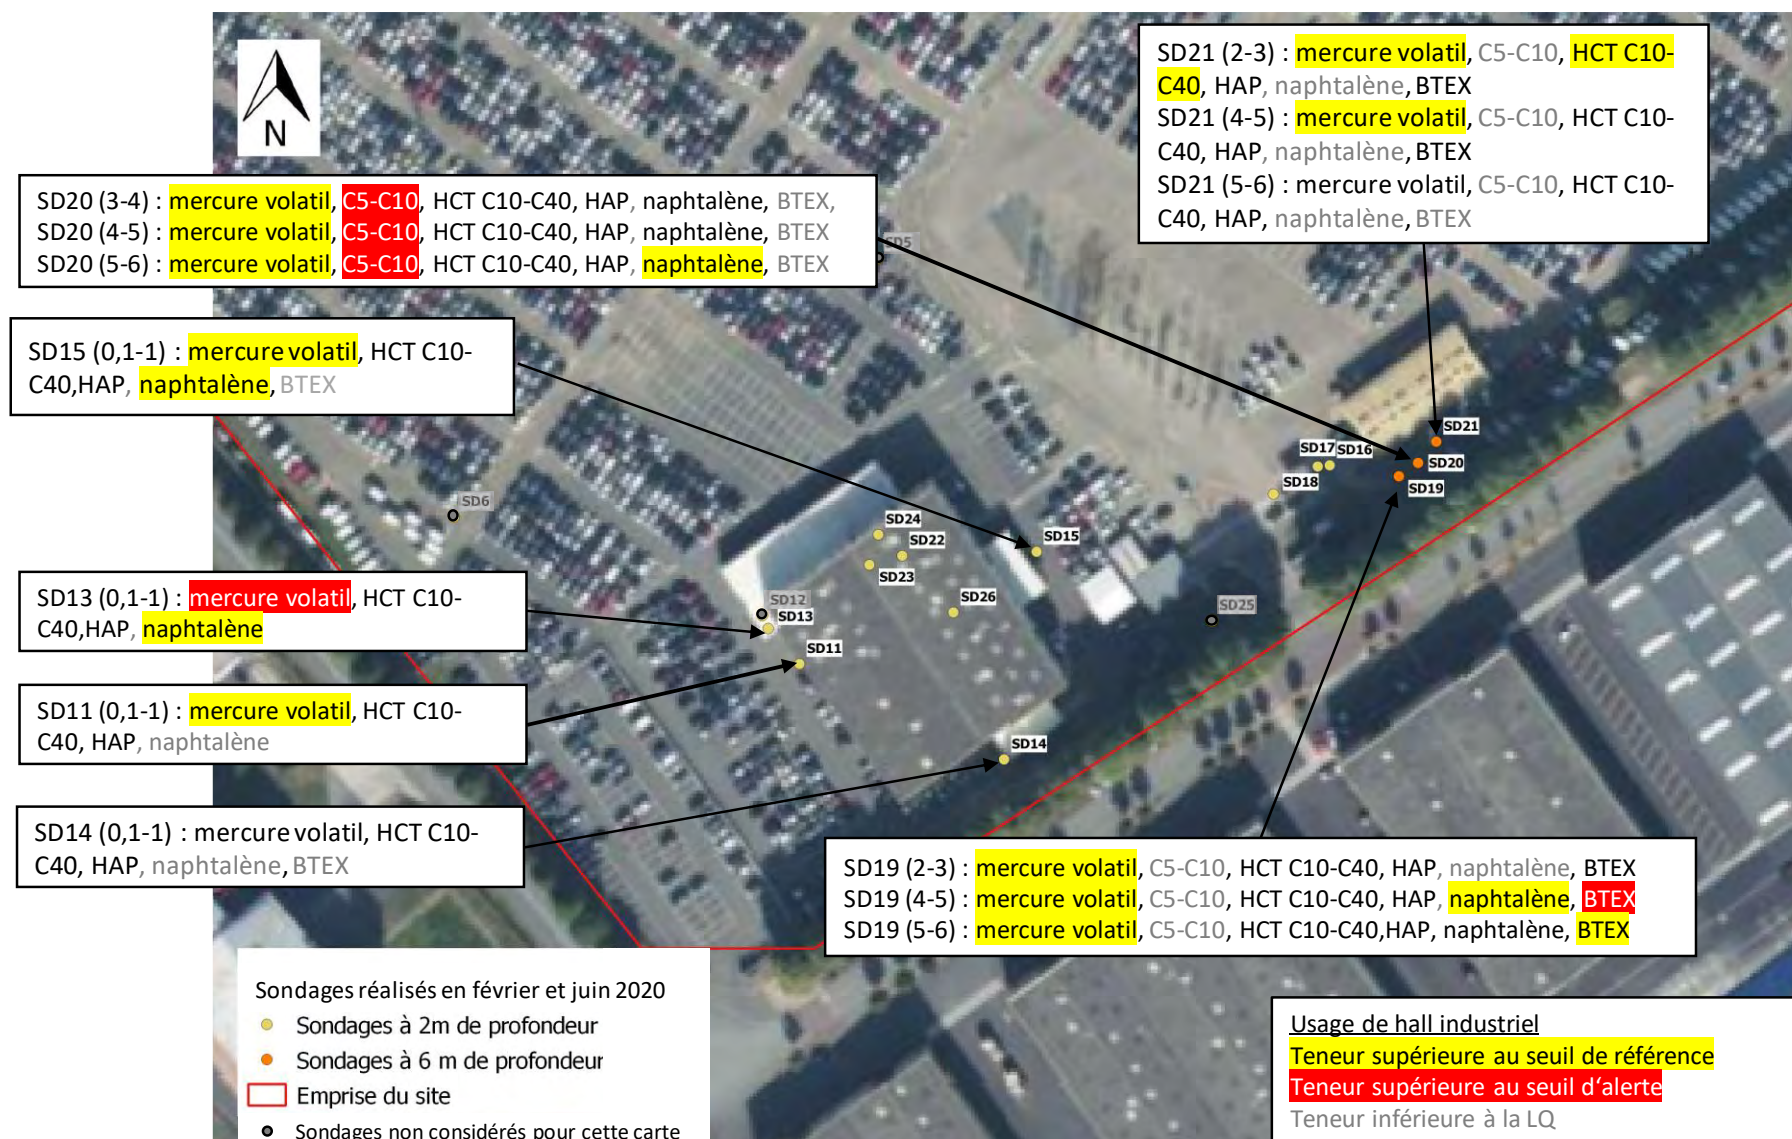 N
SD21 (2-3) : mercure volatil, C5-C10, HCT C10-
C40, HAP, naphtalène, BTEX
SD21 (4-5) : mercure volatil, C5-C10, HCT C10-
C40, HAP, naphtalène, BTEX
SD21 (5-6) : mercure volatil, C5-C10, HCT C10-
C40, HAP, naphtalène, BTEX
SD20 (3-4) : mercure volatil, C5-C10, HCT C10-C40, HAP, naphtalène, BTEX,
SD20 (4-5) : mercure volatil, C5-C10, HCT C10-C40, HAP, naphtalène, BTEX
SD20 (5-6) : mercure volatil, C5-C10, HCT C10-C40, HAP, naphtalène, BTEX
SD5
SD15 (0,1-1) : mercure volatil, HCT C10-
C40,HAP, naphtalène, BTEX
SD21
SD17
SD16
SD20
SD18
SD19
SD6
SD24
SD22
SD15
SD23
SD12
SD26
SD25
SD13
SD11
SD13 (0,1-1) : mercure volatil, HCT C10-
C40,HAP, naphtalène
SD11 (0,1-1) : mercure volatil, HCT C10-
C40, HAP, naphtalène
SD14
SD14 (0,1-1) : mercure volatil, HCT C10-
C40, HAP, naphtalène, BTEX
SD19 (2-3) : mercure volatil, C5-C10, HCT C10-C40, HAP, naphtalène, BTEX
SD19 (4-5) : mercure volatil, C5-C10, HCT C10-C40, HAP, naphtalène, BTEX
SD19 (5-6) : mercure volatil, C5-C10, HCT C10-C40,HAP, naphtalène, BTEX
Sondages réalisés en février et juin 2020
Sondages à 2m de profondeur
Sondages à 6 m de profondeur
Emprise du site
Sondages non considérés pour cette carte
Usage de hall industriel
Teneur supérieure au seuil de référence
Teneur supérieure au seuil d‘alerte
Teneur inférieure à la LQ